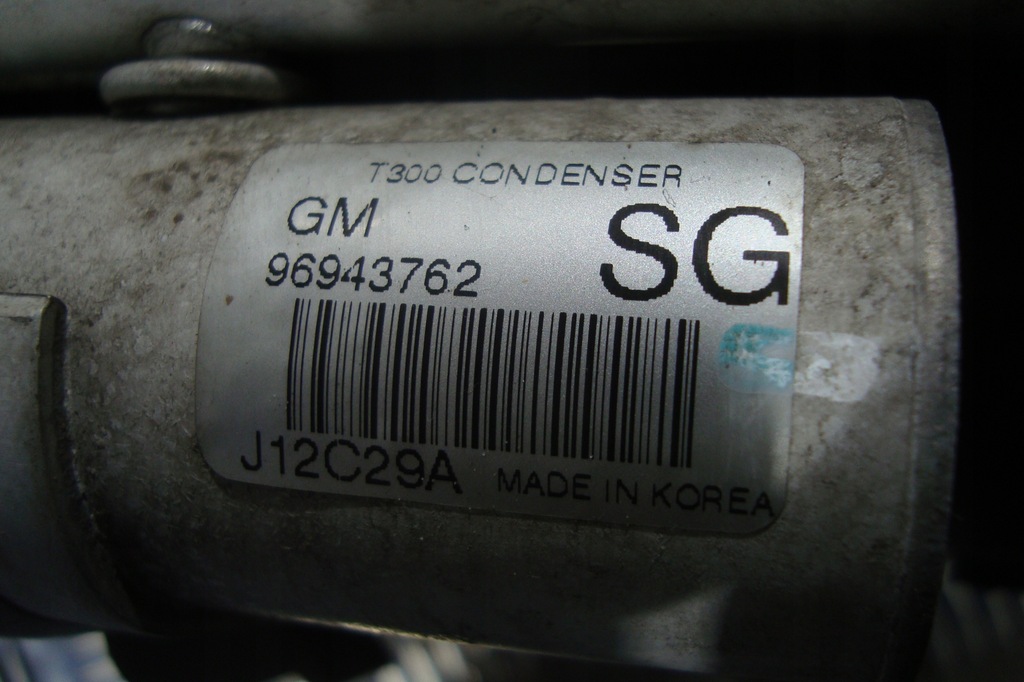 T300 CONDENSER
GM
SG
96943762
J12C29A MADE IN KOREA